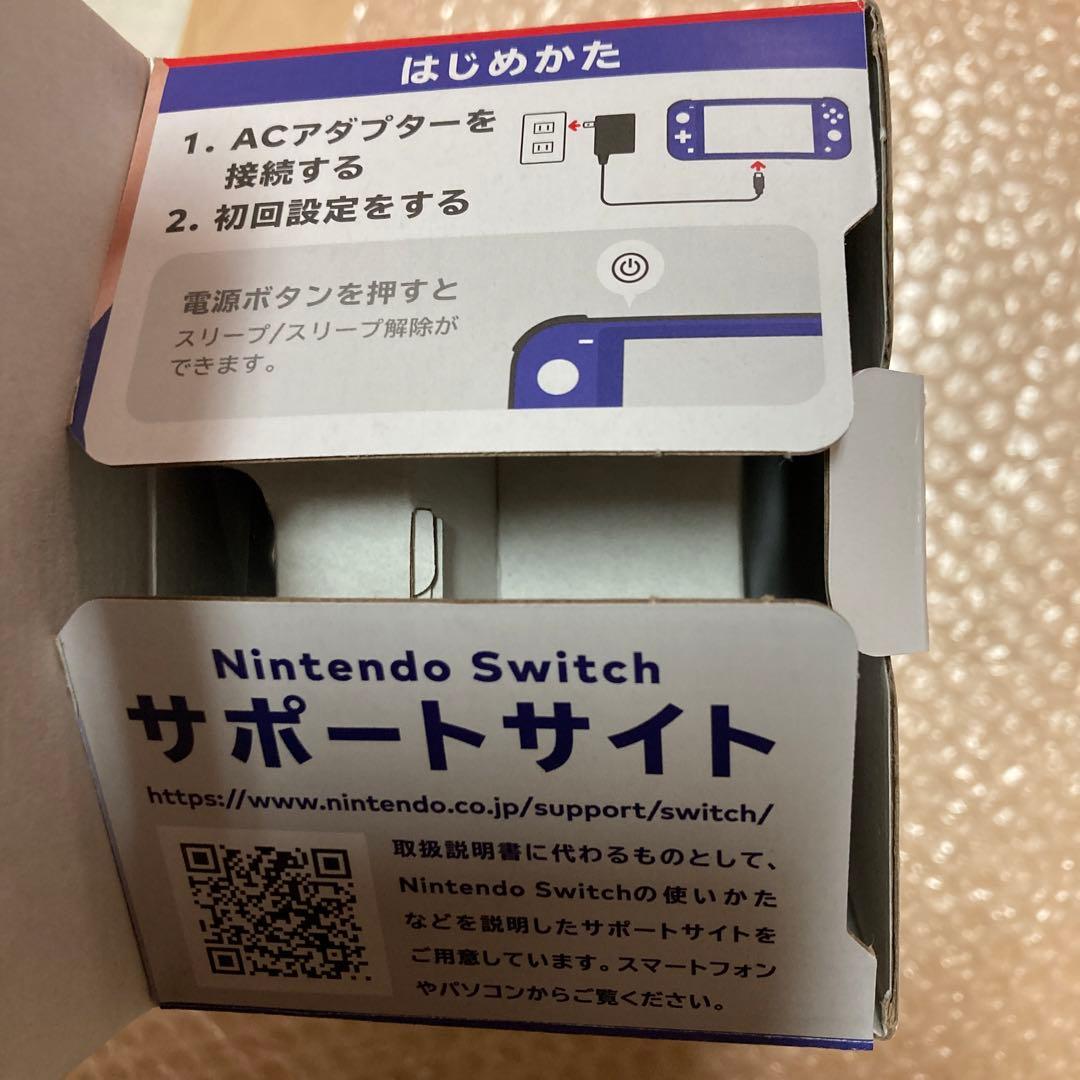 はじめかた
1. ACアダプターを
接続する
2. 初回設定をする
電源ボタンを押すと
スリープ/スリープ解除が
できます。
Nintendo Switch
サポートサイト
https://www.nintendo.co.jp/support/switch/
取扱説明書に代わるものとして、
Nintendo Switchの使いかた
などを説明したサポートサイトを
ご用意しています。スマートフォン
やパソコンからご覧ください。